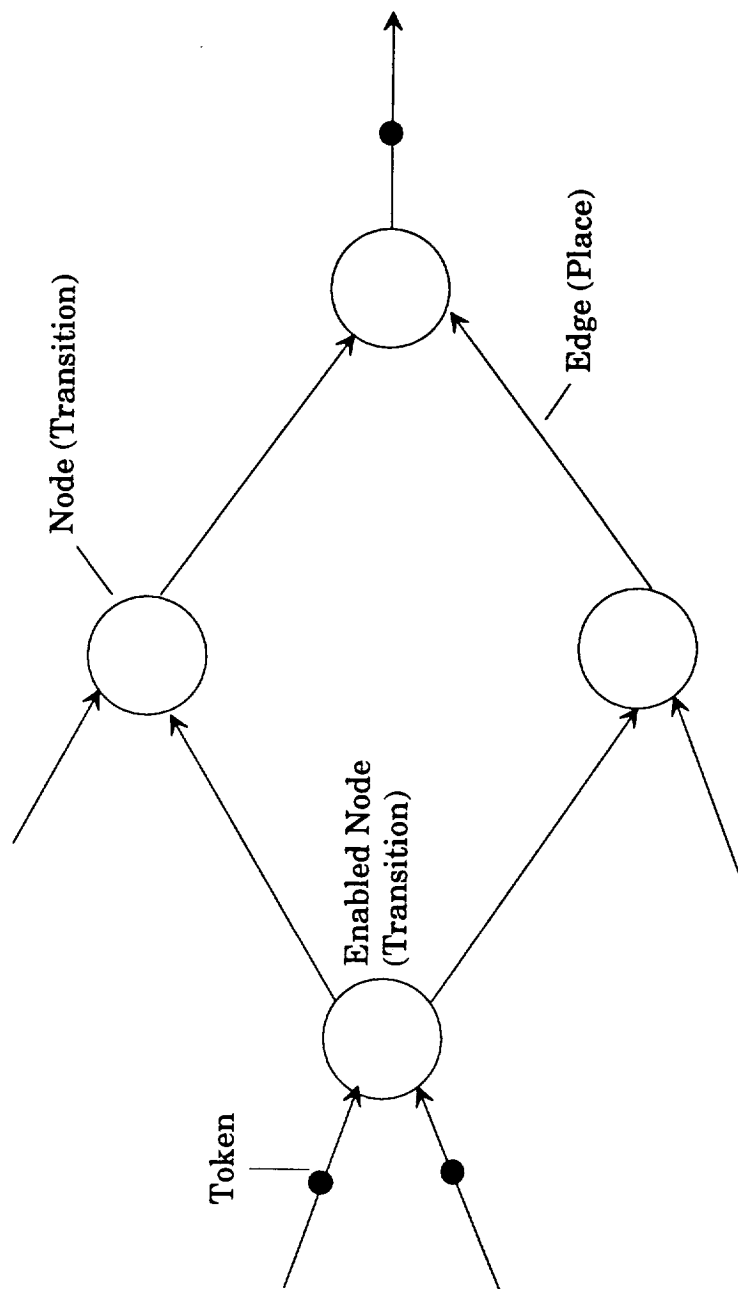 Token
Enabled Node
(Transition)
Node (Transition)
Edge (Place)